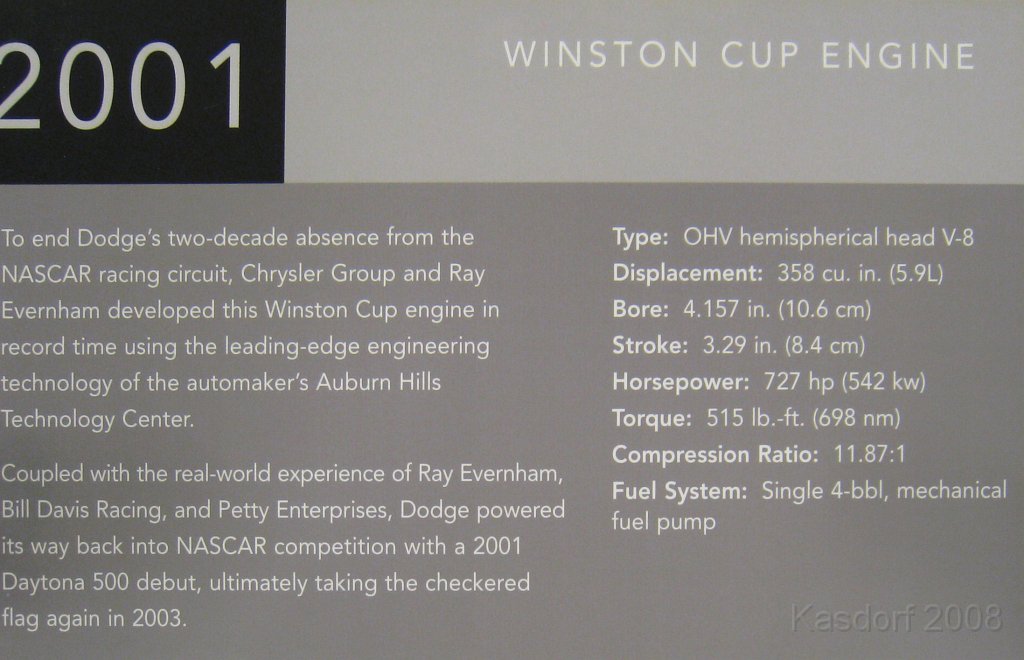 2001
WINSTON CUP ENGINE
To end Dodge's two-decade absence from the
NASCAR racing circuit, Chrysler Group and Ray
Evernham developed this Winston Cup engine in
record time using the leading-edge engineering
technology of the automaker's Auburn Hills
Technology Center.
Coupled with the real-world experience of Ray Evernham,
Bill Davis Racing, and Petty Enterprises, Dodge powered
its way back into NASCAR competition with a 2001
Daytona 500 debut, ultimately taking the checkered
flag again in 2003.
Type: OHV hemispherical head V-8
Displacement: 358 cu. in. (5.9L)
Bore: 4.157 in. (10.6 cm)
Stroke: 3.29 in. (8.4 cm)
Horsepower: 727 hp (542 kw)
Torque: 515 lb.-ft. (698 nm)
Compression Ratio: 11.87:1
Fuel System: Single 4-bbl, mechanical
fuel pump
Kasdorf 2008